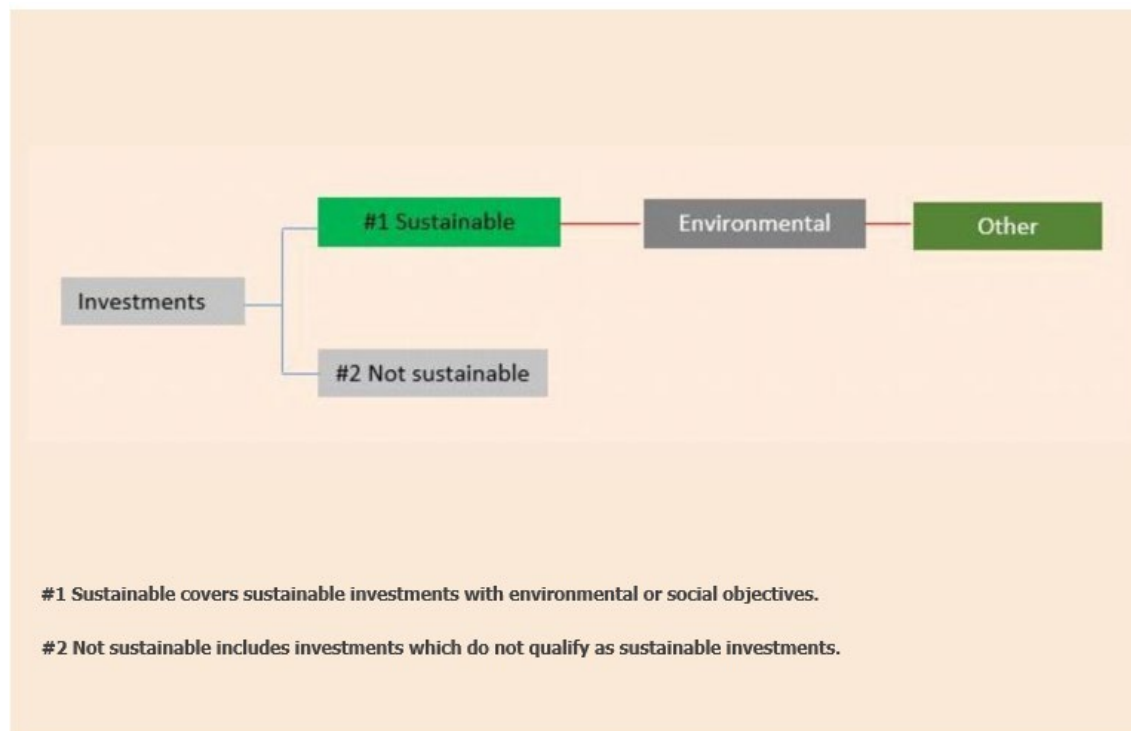 #1 Sustainable
Environmental
Other
Investments
#2 Not sustainable
#1 Sustainable covers sustainable investments with environmental or social objectives.
#2 Not sustainable includes investments which do not qualify as sustainable investments.